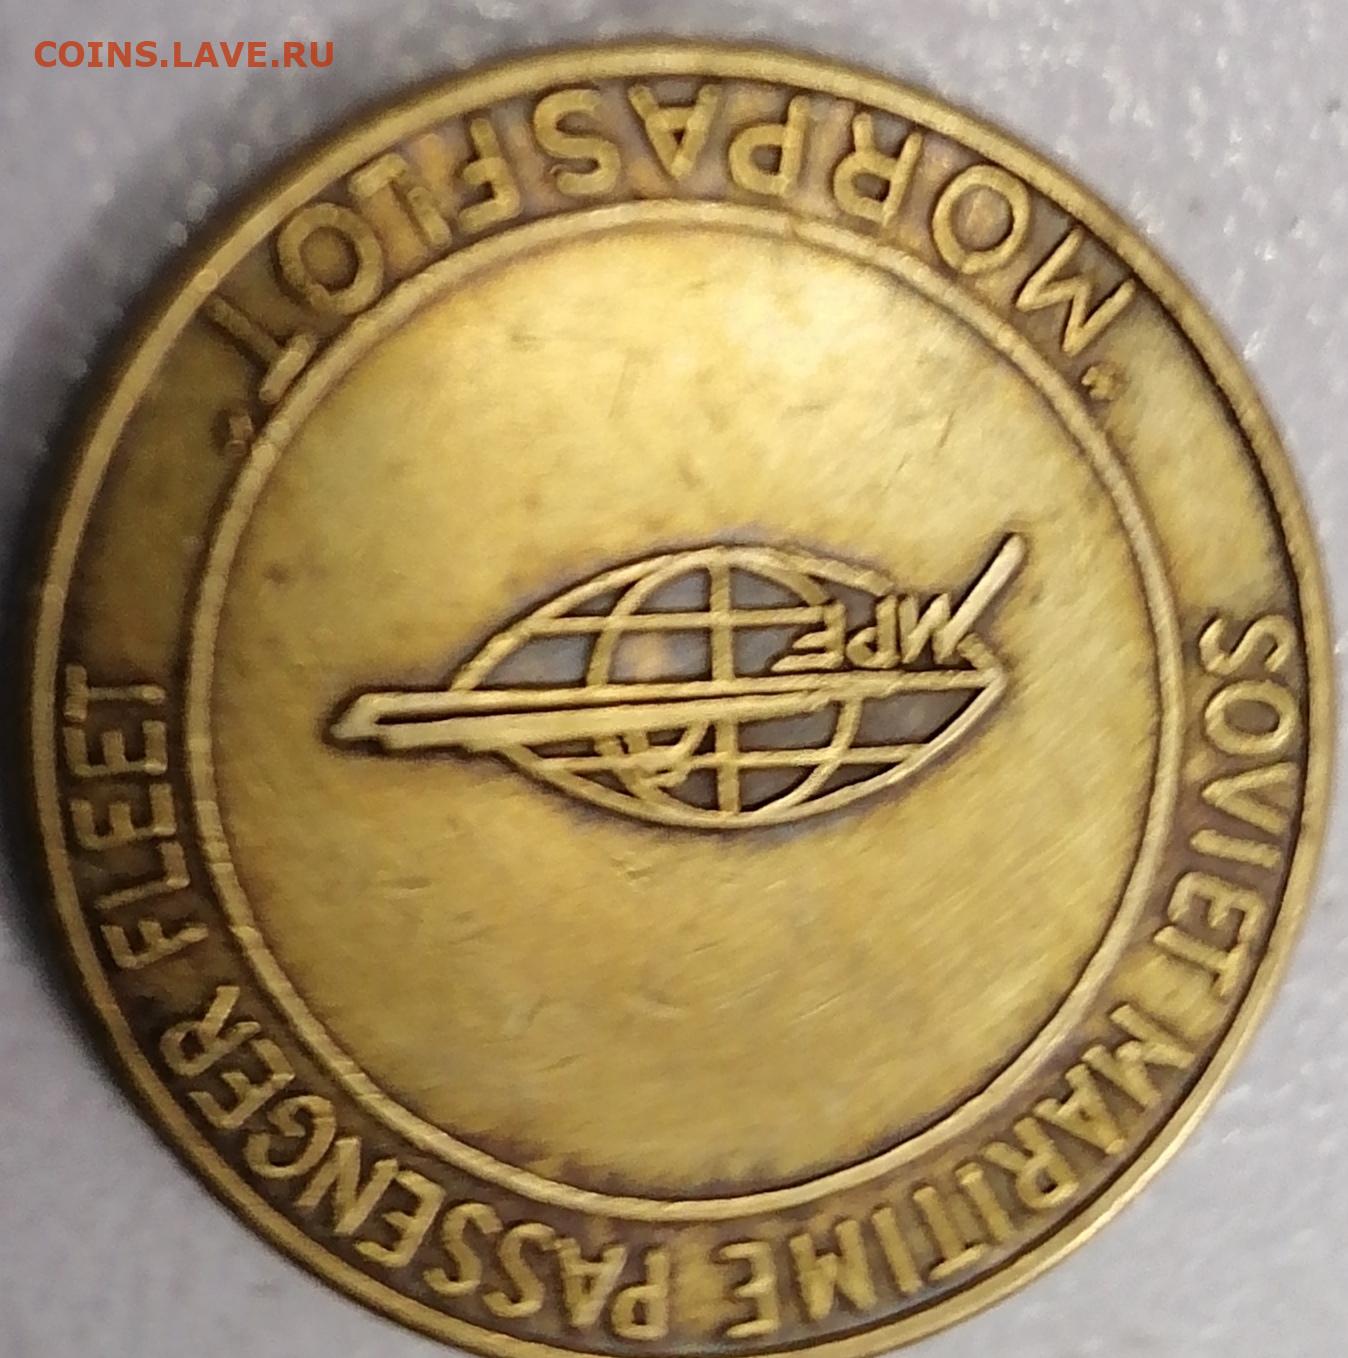 COINS.LAVE.RU
SOVIET MARITIME PASSENGER FLEET
* MORPASFLOT *
MPF